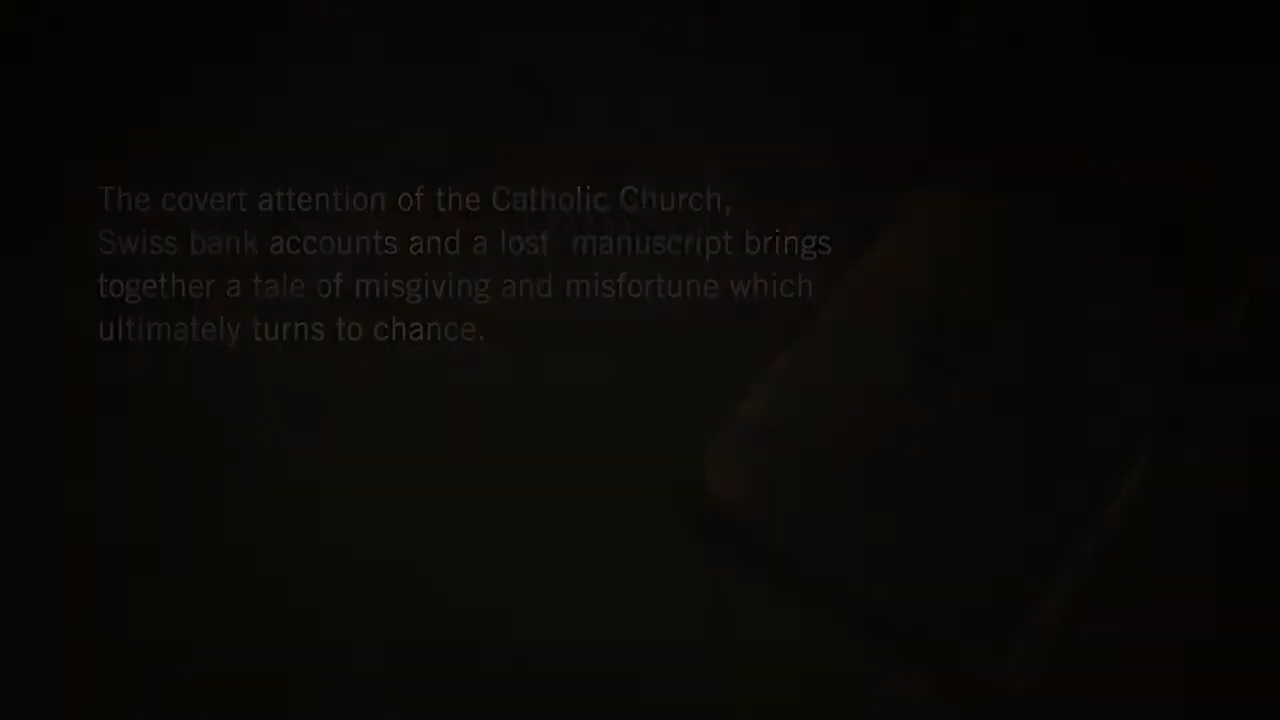 The covert attention of the Catholic Church,
Swiss bank accounts and a lost manuscript brings
together a tale of misgiving and misfortune which
ultimately turns to chance.